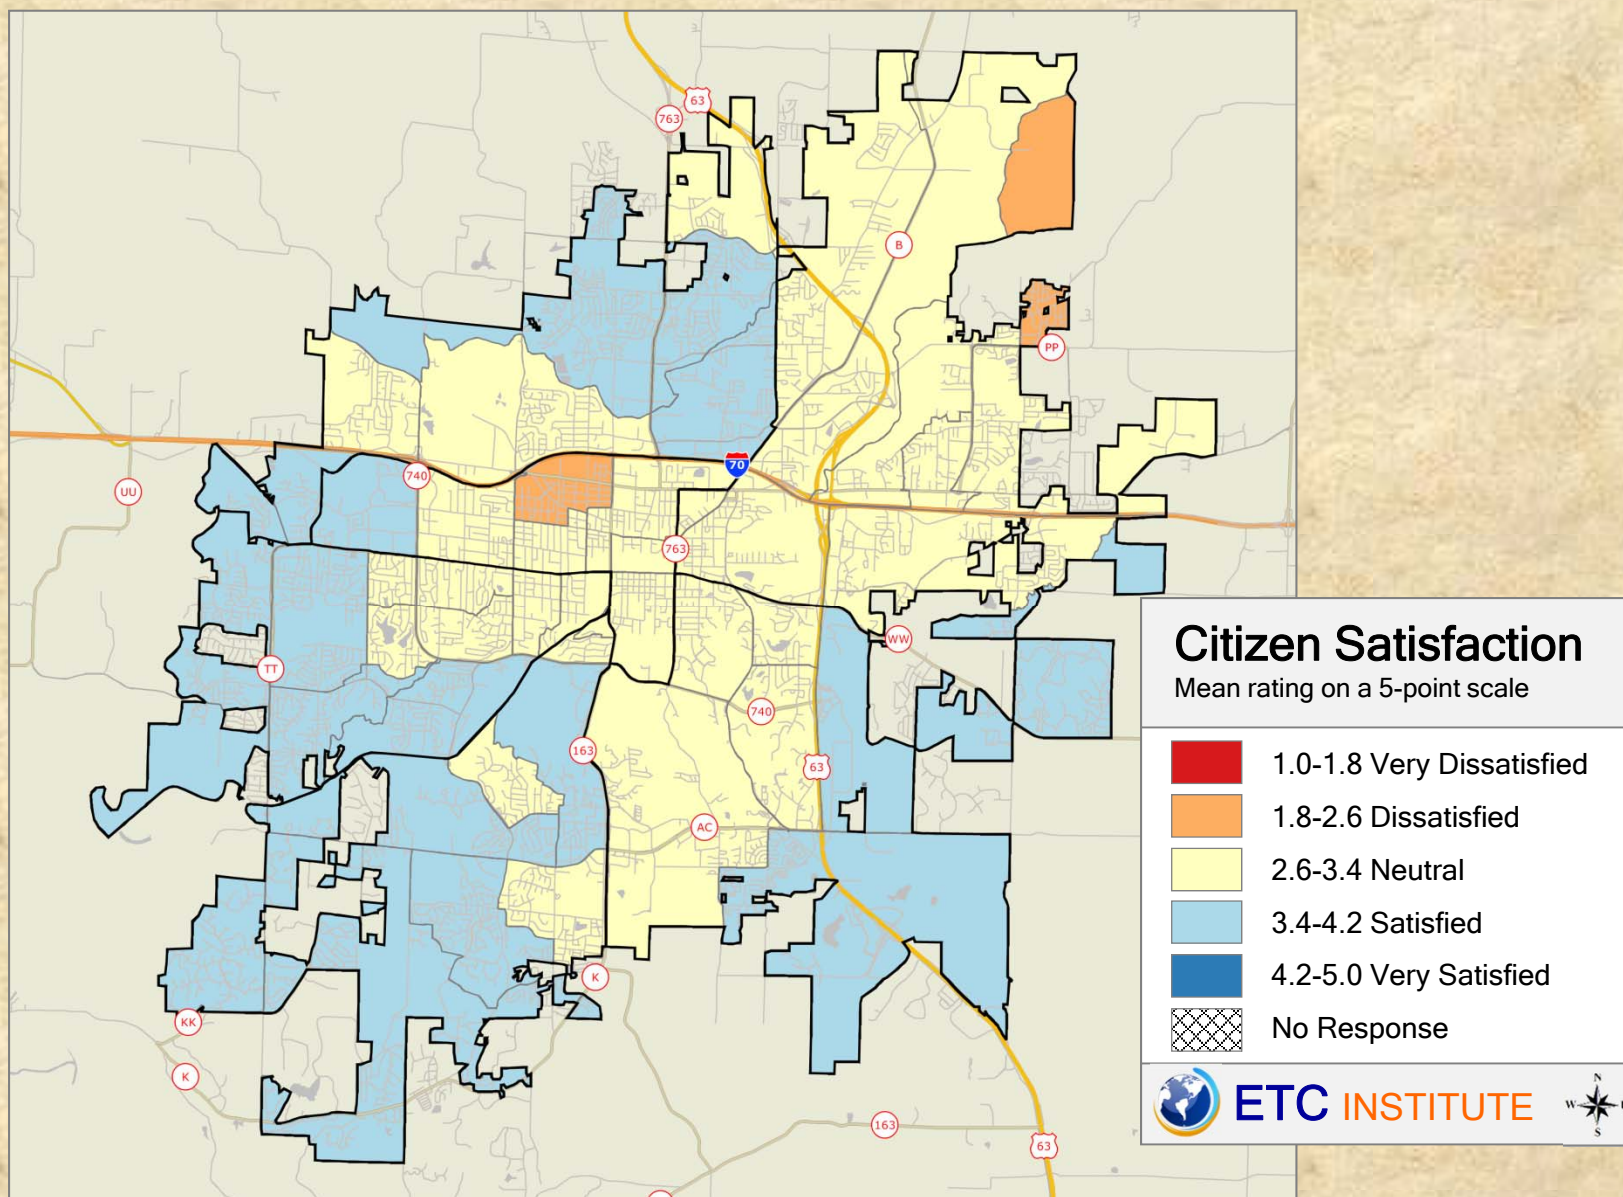 63
763
B
PP
70
740
UU
763
WW
TT
740
163
63
AC
K
KK
K
163
63
Citizen Satisfaction
Mean rating on a 5-point scale
1.0-1.8 Very Dissatisfied
1.8-2.6 Dissatisfied
2.6-3.4 Neutral
3.4-4.2 Satisfied
4.2-5.0 Very Satisfied
No Response
ETC INSTITUTE
N
W
S